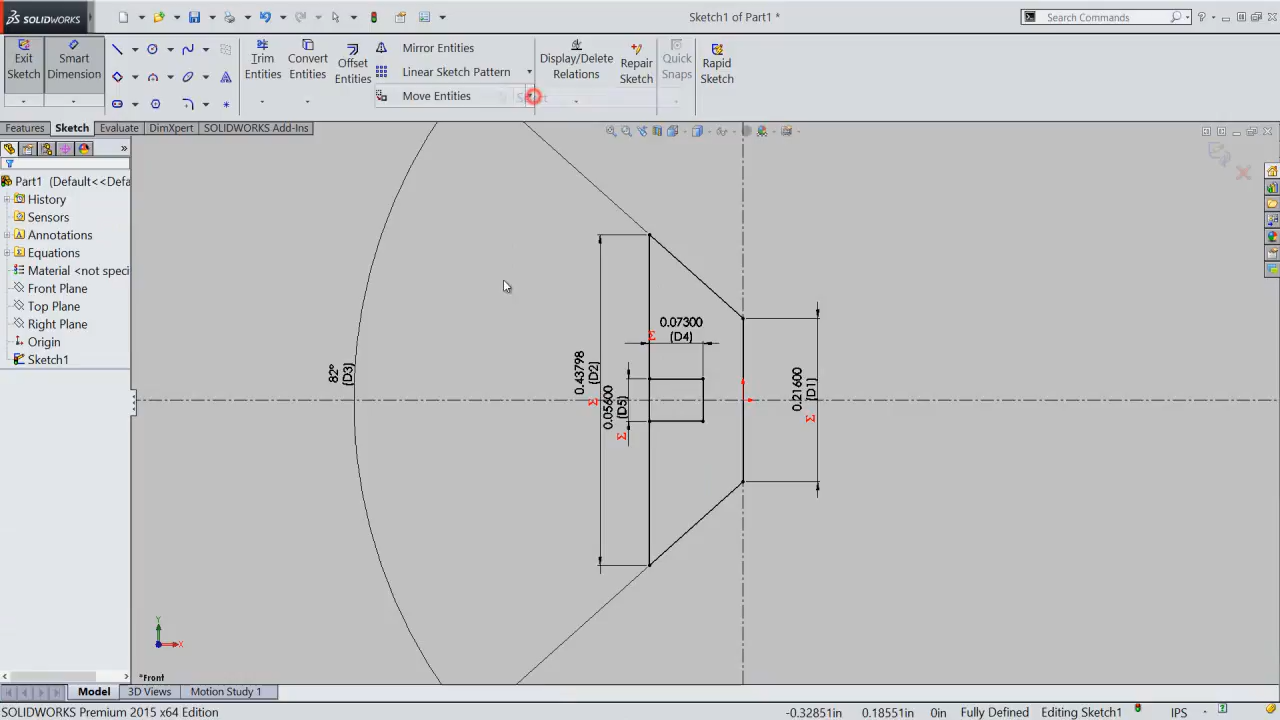 SOLIDWORKS
Sketch1 of Part1 *
Search Commands
?
Exit
Sketch
Smart
Dimension
Trim
Entities
Convert
Entities
Offset
Entities
Mirror Entities
Linear Sketch Pattern
Move Entities
Display/Delete
Relations
Repair
Sketch
Quick
Snaps
Rapid
Sketch
Features
Sketch
Evaluate
DimXpert
SOLIDWORKS Add-Ins
»
Part1 (Default<<Defa
History
Sensors
Annotations
Equations
Material <not speci
Front Plane
Top Plane
Right Plane
Origin
Sketch1
82°
(D3)
0.43798
(D2)
Σ
0.05600
(D5)
Σ
0.07300
(D4)
Σ
0.21600
(D1)
Σ
Y
X
*Front
Model
3D Views
Motion Study 1
SOLIDWORKS Premium 2015 x64 Edition
-0.32851in
0.18551in
0in
Fully Defined
Editing Sketch1
IPS